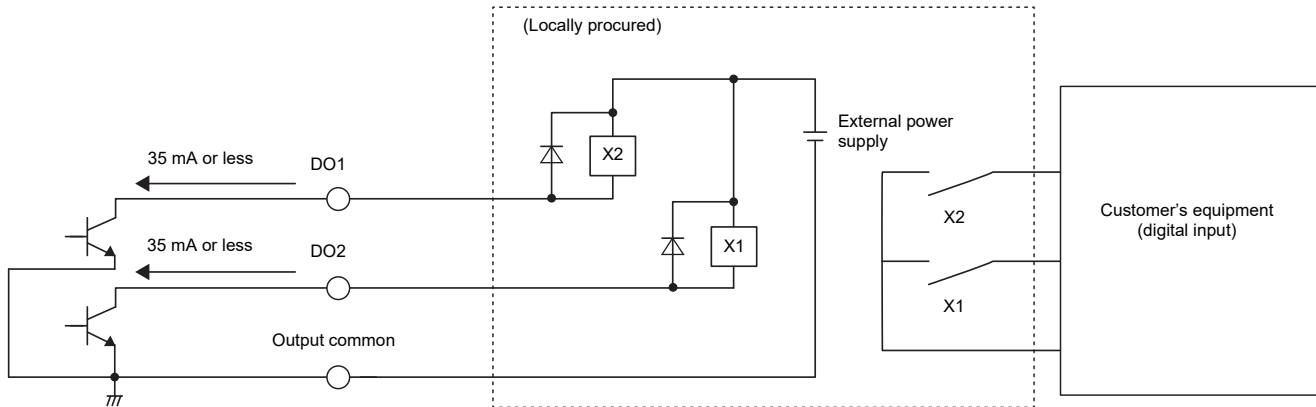 (Locally procured)
External power
supply
35 mA or less
DO1
X2
X2
Customer’s equipment
(digital input)
35 mA or less
DO2
X1
X1
Output common